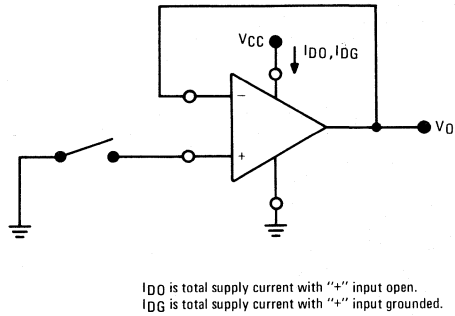 VCC
IDO, IDG
−
+
VO
IDO is total supply current with "+" input open.
IDG is total supply current with "+" input grounded.